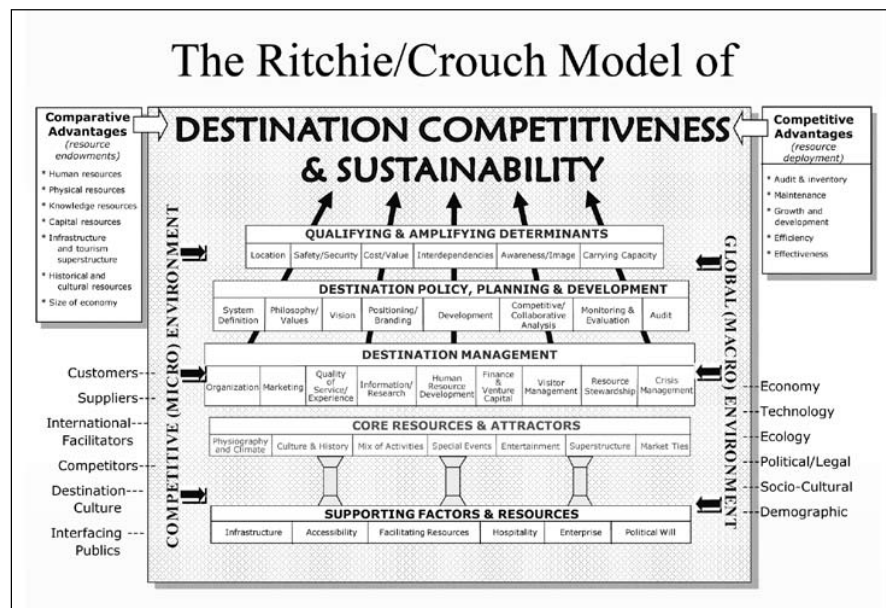 The Ritchie/Crouch Model of
DESTINATION COMPETITIVENESS
& SUSTAINABILITY
Comparative
Advantages
(resource
endowments)
* Human resources
* Physical resources
* Knowledge resources
* Capital resources
* Infrastructure
and tourism
superstructure
* Historical and
cultural resources
* Size of economy
Competitive
Advantages
(resource
deployment)
* Audit & inventory
* Maintenance
* Growth and
development
* Efficiency
* Effectiveness
COMPETITIVE (MICRO) ENVIRONMENT
GLOBAL (MACRO) ENVIRONMENT
QUALIFYING & AMPLIFYING DETERMINANTS
Location
Safety/Security
Cost/Value
Interdependencies
Awareness/Image
Carrying Capacity
DESTINATION POLICY, PLANNING & DEVELOPMENT
System
Definition
Philosophy/
Values
Vision
Positioning/
Branding
Development
Competitive/
Collaborative
Analysis
Monitoring
& Evaluation
Audit
DESTINATION MANAGEMENT
Organization
Marketing
Quality
of
Service/
Experience
Information/
Research
Human
Resource
Development
Finance
&
Venture
Capital
Visitor
Management
Resource
Stewardship
Crisis
Management
CORE RESOURCES & ATTRACTORS
Physiography
and Climate
Culture & History
Mix of Activities
Special Events
Entertainment
Superstructure
Market Ties
SUPPORTING FACTORS & RESOURCES
Infrastructure
Accessibility
Facilitating Resources
Hospitality
Enterprise
Political Will
Customers
Suppliers
International
Facilitators
Competitors
Destination
Culture
Interfacing
Publics
Economy
Technology
Ecology
Political/Legal
Socio-Cultural
Demographic